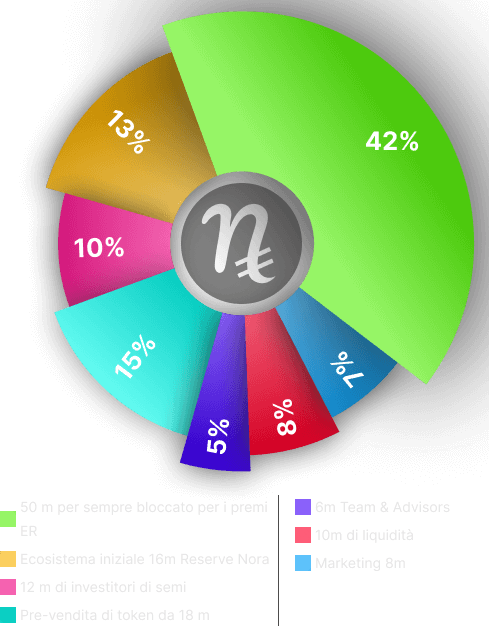 42%
13%
10%
15%
5%
8%
7%
50 m per sempre bloccato per i premi
ER
Ecosistema iniziale 16m Reserve Nora
12 m di investitori di semi
Pre-vendita di token da 18 m
6m Team & Advisors
10m di liquidità
Marketing 8m